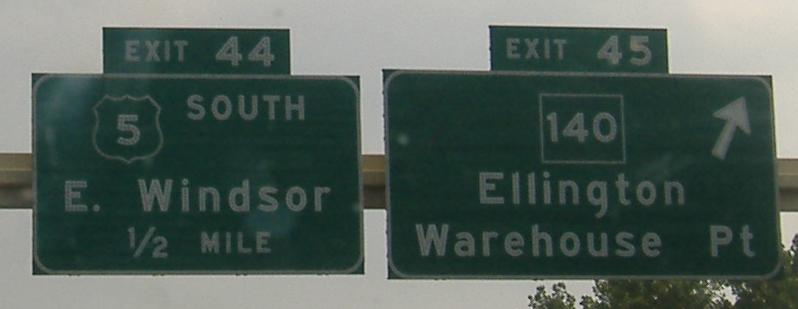 EXIT 44
5 SOUTH
E. Windsor
1/2 MILE
EXIT 45
140
Ellington
Warehouse Pt